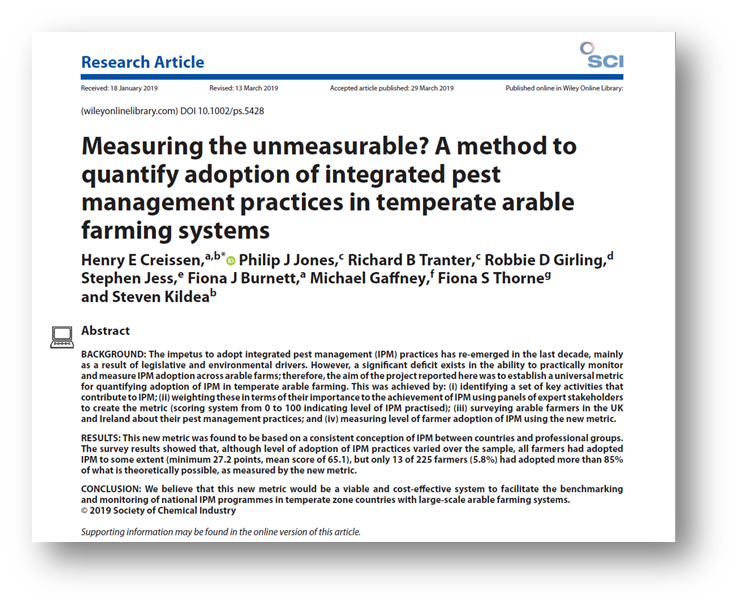 SCI
Research Article
Received: 18 January 2019 Revised: 13 March 2019 Accepted article published: 29 March 2019 Published online in Wiley Online Library:
(wileyonlinelibrary.com) DOI 10.1002/ps.5428
Measuring the unmeasurable? A method to
quantify adoption of integrated pest
management practices in temperate arable
farming systems
Henry E Creissen,a,b* iD Philip J Jones,c Richard B Tranter,c Robbie D Girling,d
Stephen Jess,e Fiona J Burnett,a Michael Gaffney,f Fiona S Thorneg
and Steven Kildeab
Abstract
BACKGROUND: The impetus to adopt integrated pest management (IPM) practices has re-emerged in the last decade, mainly
as a result of legislative and environmental drivers. However, a significant deficit exists in the ability to practically monitor
and measure IPM adoption across arable farms; therefore, the aim of the project reported here was to establish a universal metric
for quantifying adoption of IPM in temperate arable farming. This was achieved by: (i) identifying a set of key activities that
contribute to IPM; (ii) weighting these in terms of their importance to the achievement of IPM using panels of expert stakeholders
to create the metric (scoring system from 0 to 100 indicating level of IPM practised); (iii) surveying arable farmers in the UK
and Ireland about their pest management practices; and (iv) measuring level of farmer adoption of IPM using the new metric.
RESULTS: This new metric was found to be based on a consistent conception of IPM between countries and professional groups.
The survey results showed that, although level of adoption of IPM practices varied over the sample, all farmers had adopted
IPM to some extent (minimum 27.2 points, mean score of 65.1), but only 13 of 225 farmers (5.8%) had adopted more than 85%
of what is theoretically possible, as measured by the new metric.
CONCLUSION: We believe that this new metric would be a viable and cost-effective system to facilitate the benchmarking
and monitoring of national IPM programmes in temperate zone countries with large-scale arable farming systems.
© 2019 Society of Chemical Industry
Supporting information may be found in the online version of this article.